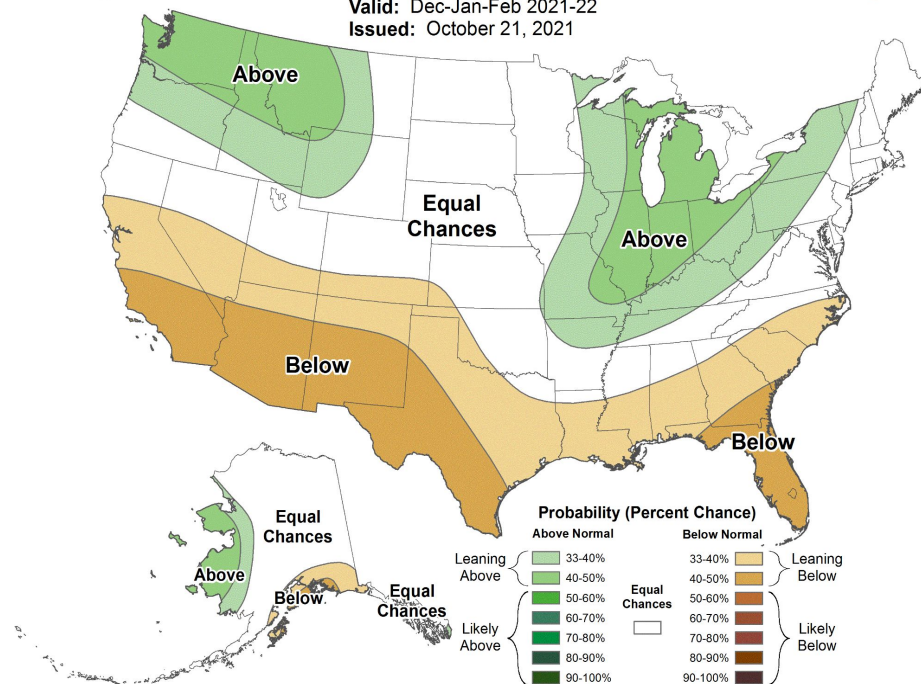 Valid: Dec-Jan-Feb 2021-22
Issued: October 21, 2021
Above
Equal
Chances
Above
Below
Below
Equal
Chances
Above
Below
Equal
Chances
Probability (Percent Chance)
Above Normal
Below Normal
Leaning
Above
33-40%
40-50%
Likely
Above
50-60%
60-70%
70-80%
80-90%
90-100%
Equal
Chances
33-40%
40-50%
Leaning
Below
50-60%
60-70%
70-80%
80-90%
90-100%
Likely
Below